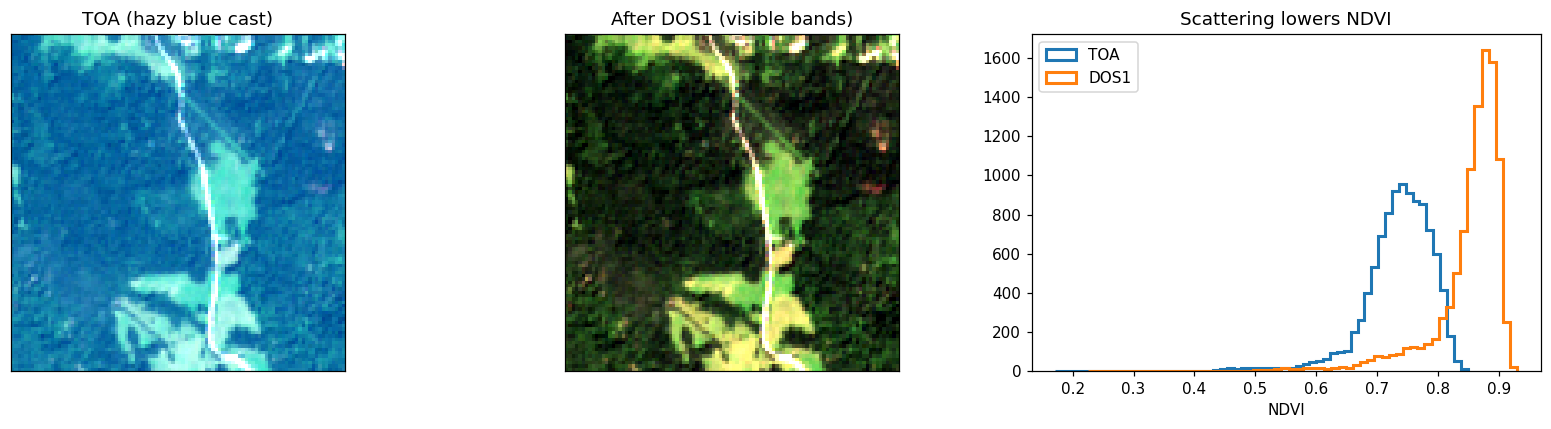 TOA (hazy blue cast)
After DOS1 (visible bands)
Scattering lowers NDVI
TOA
DOS1
1600
1400
1200
1000
800
600
400
200
0
0.2 0.3 0.4 0.5 0.6 0.7 0.8 0.9
NDVI